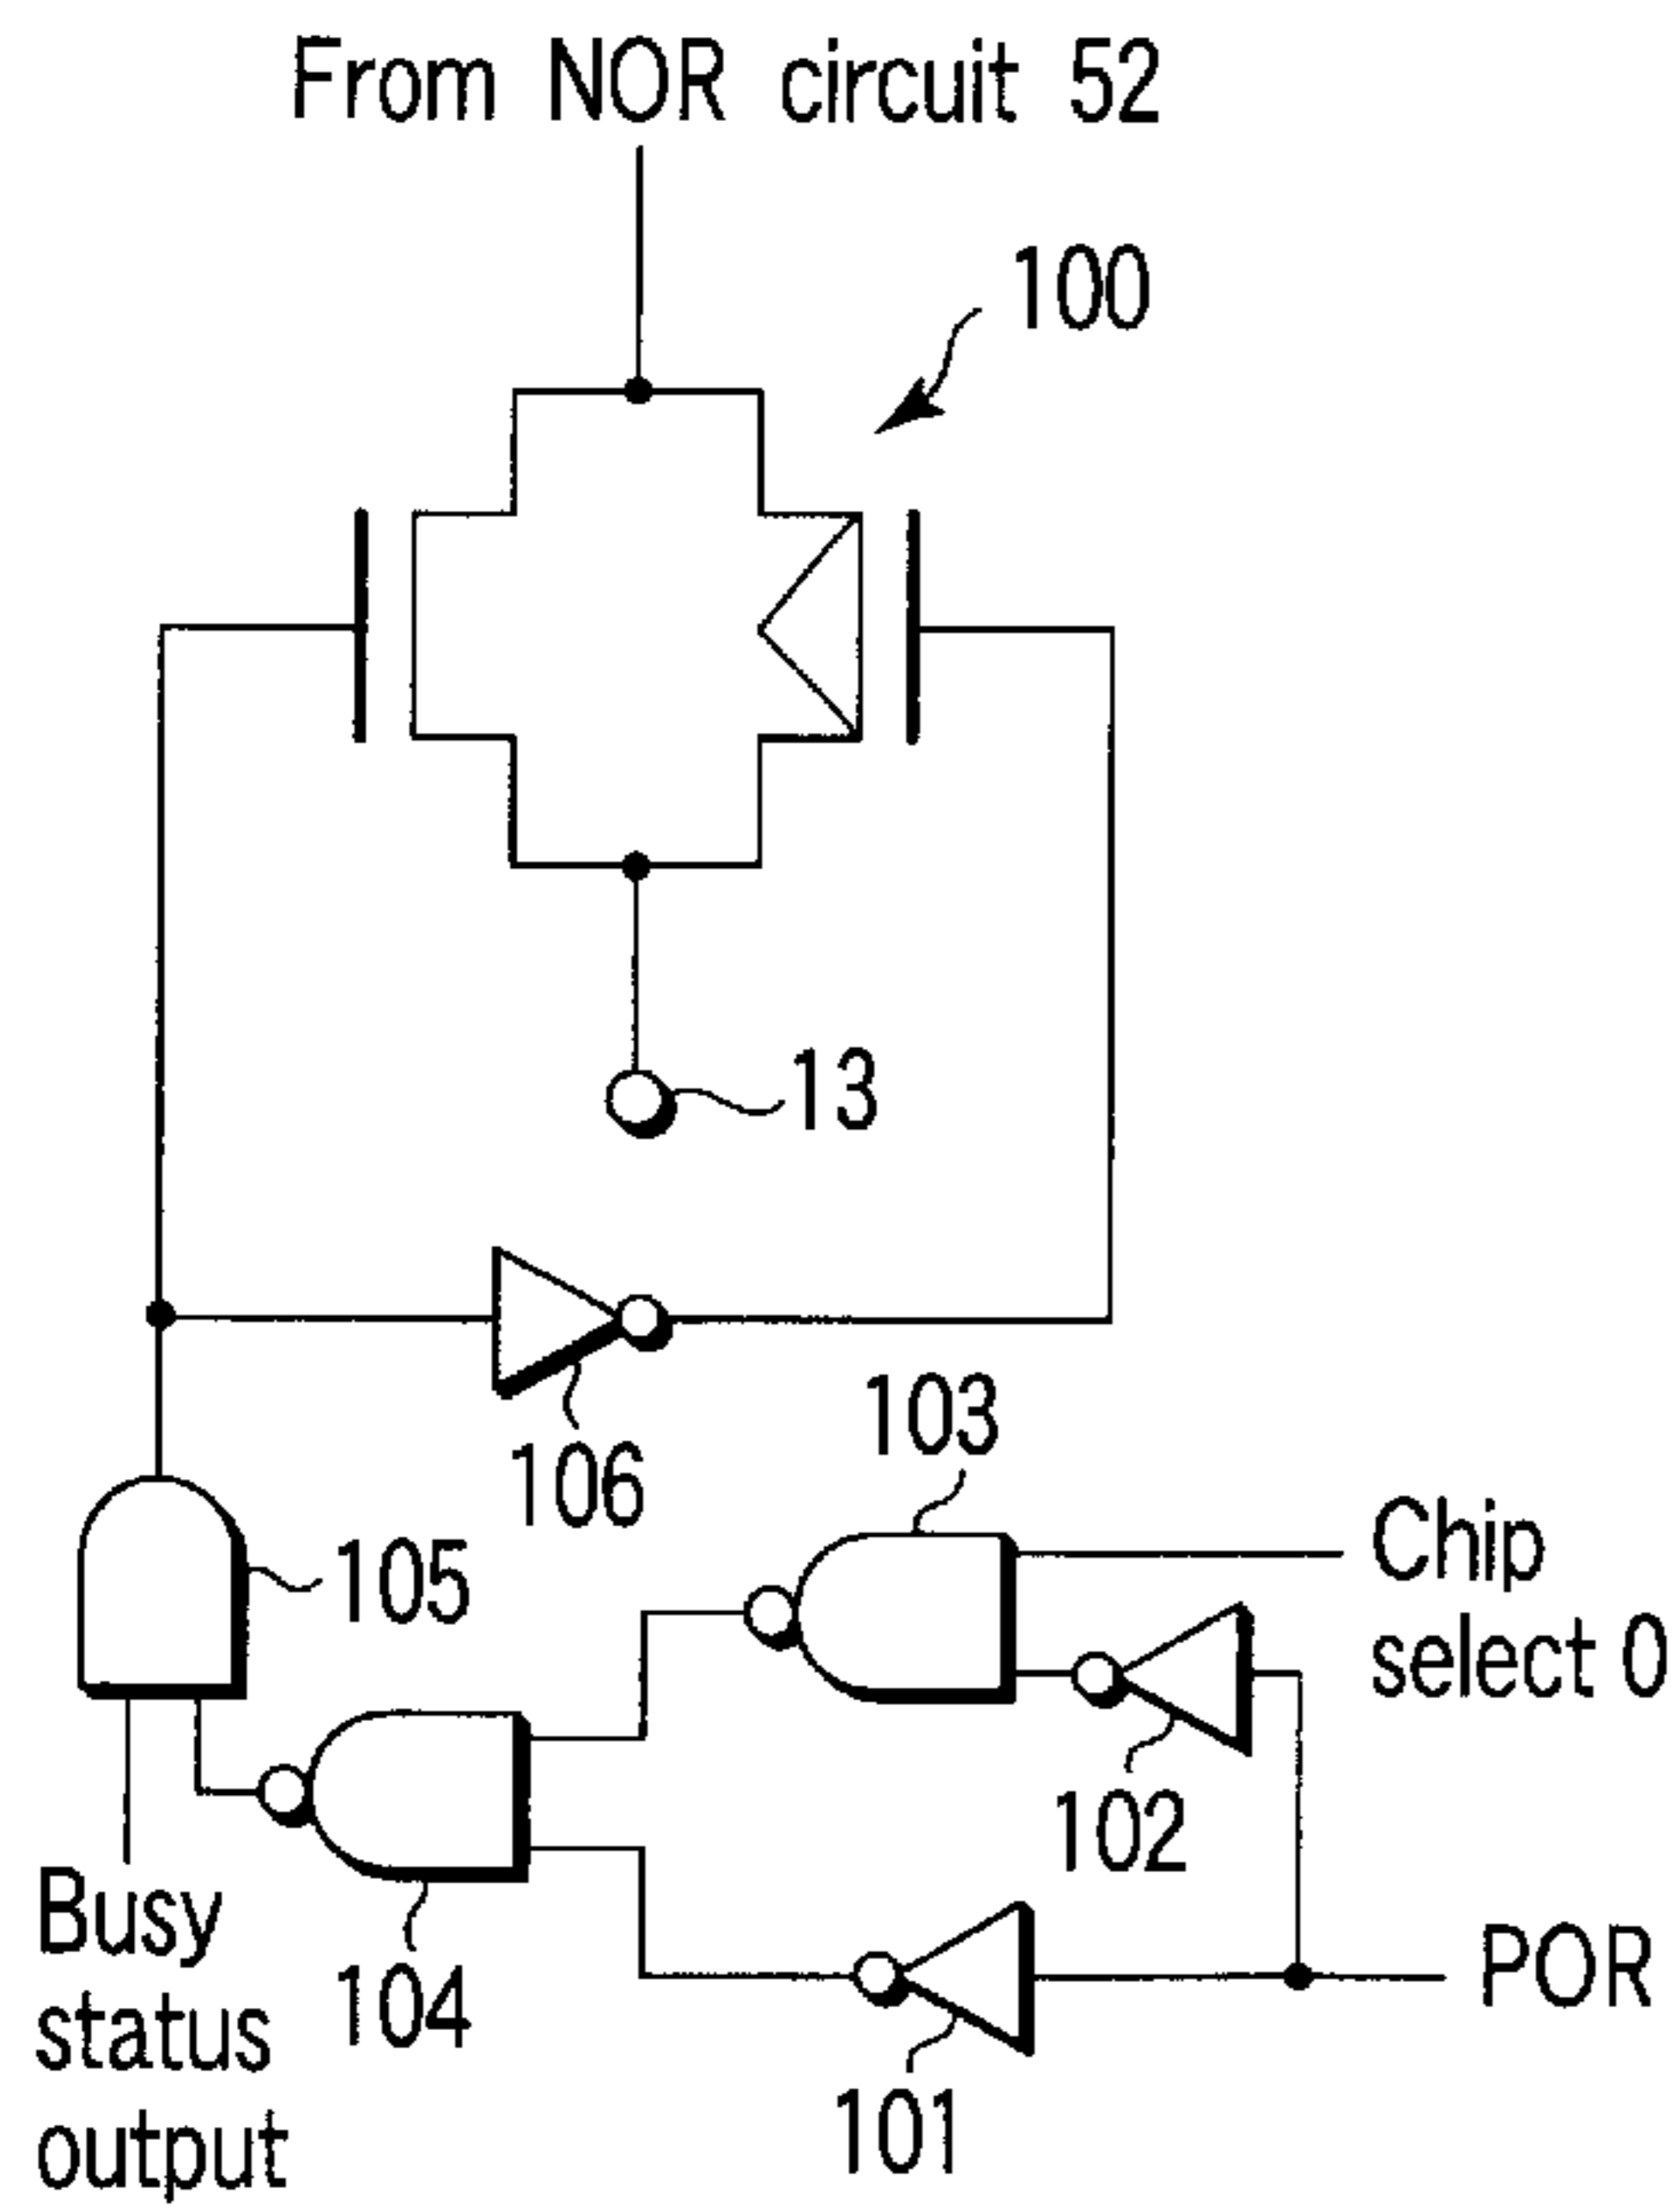 From NOR circuit 52
100
13
103
106
105
Chip
select 0
102
Busy
status
output
104
POR
101